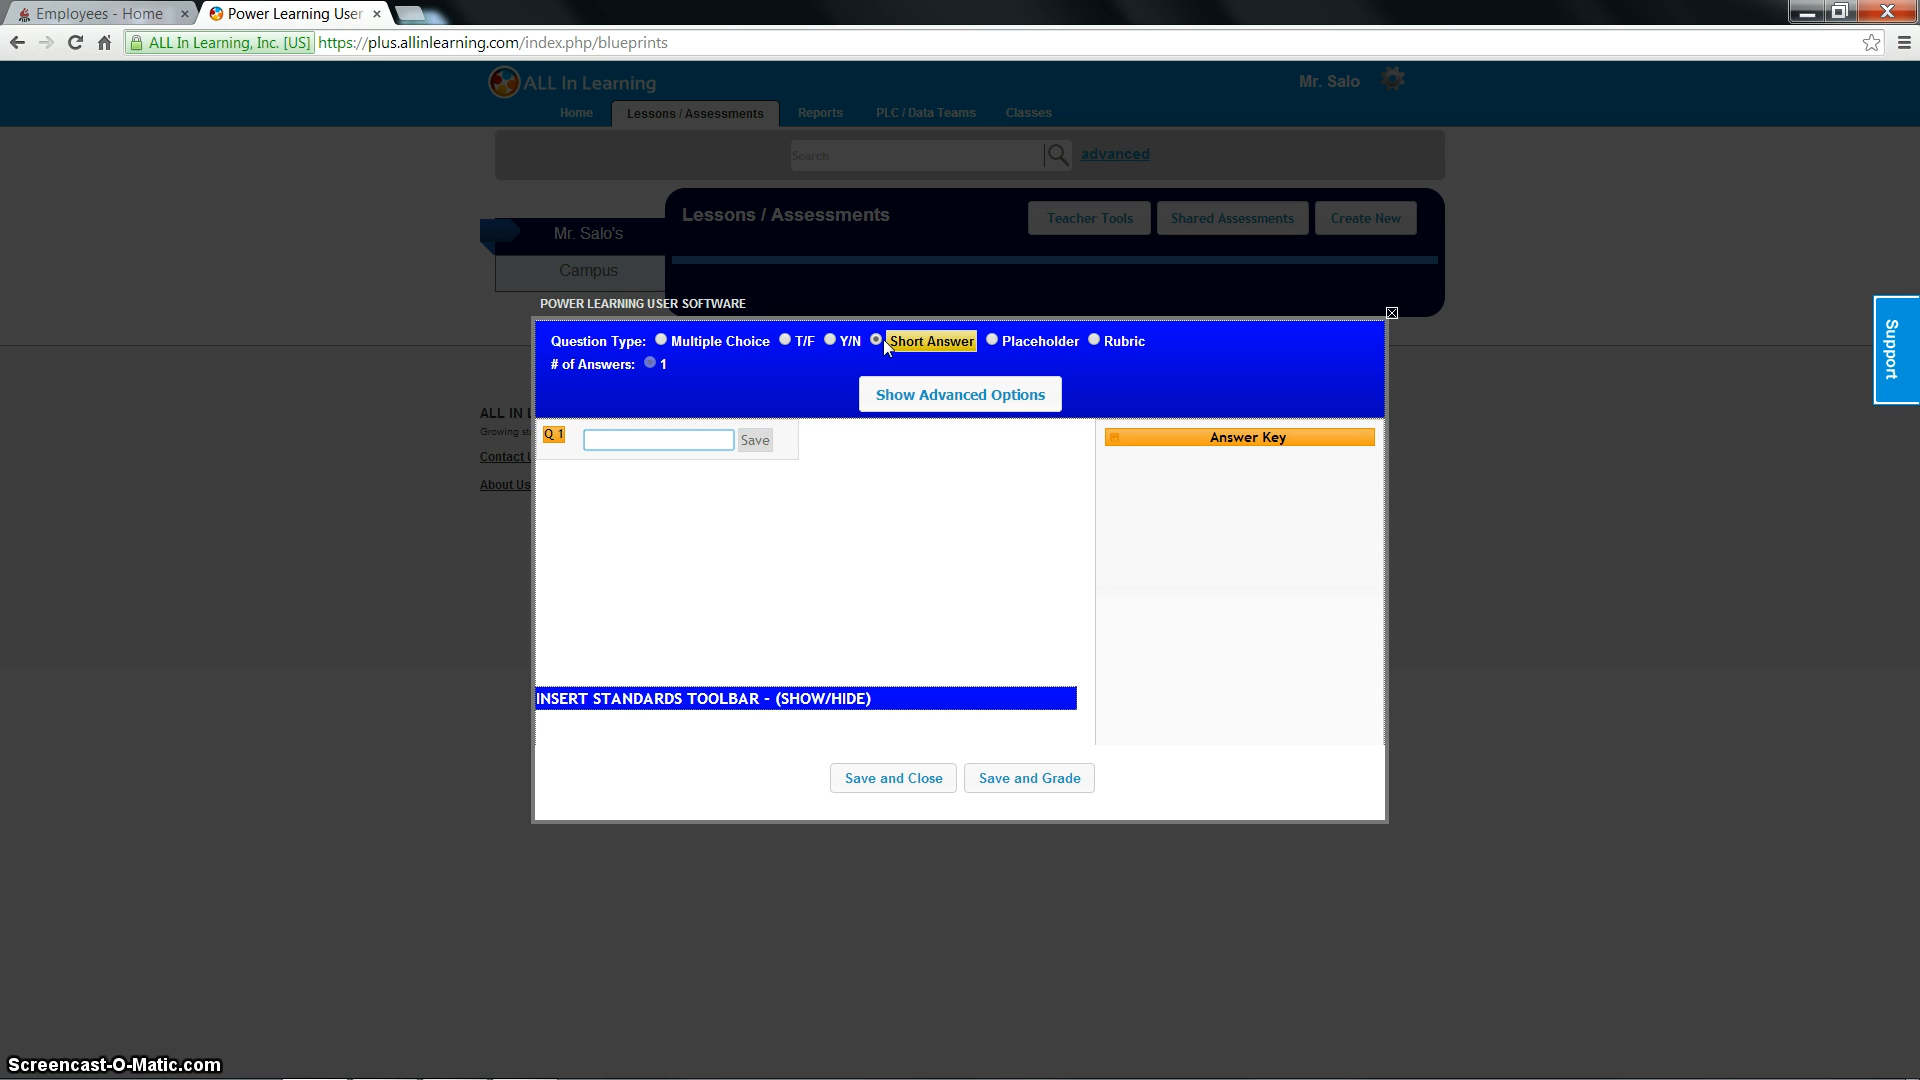 Employees - Home
Power Learning User
ALL In Learning, Inc. [US] https://plus.allinlearning.com/index.php/blueprints
ALL In Learning
Mr. Salo
Home Lessons / Assessments Reports PLC / Data Teams Classes
Search advanced
Lessons / Assessments Teacher Tools Shared Assessments Create New
Mr. Salo's
Campus
POWER LEARNING USER SOFTWARE
Question Type: Multiple Choice T/F Y/N Short Answer Placeholder Rubric
# of Answers: 1
Show Advanced Options
Q 1 Save
Answer Key
ALL IN L
Growing st
Contact U
About Us
Support
INSERT STANDARDS TOOLBAR - (SHOW/HIDE)
Save and Close Save and Grade
Screencast-O-Matic.com